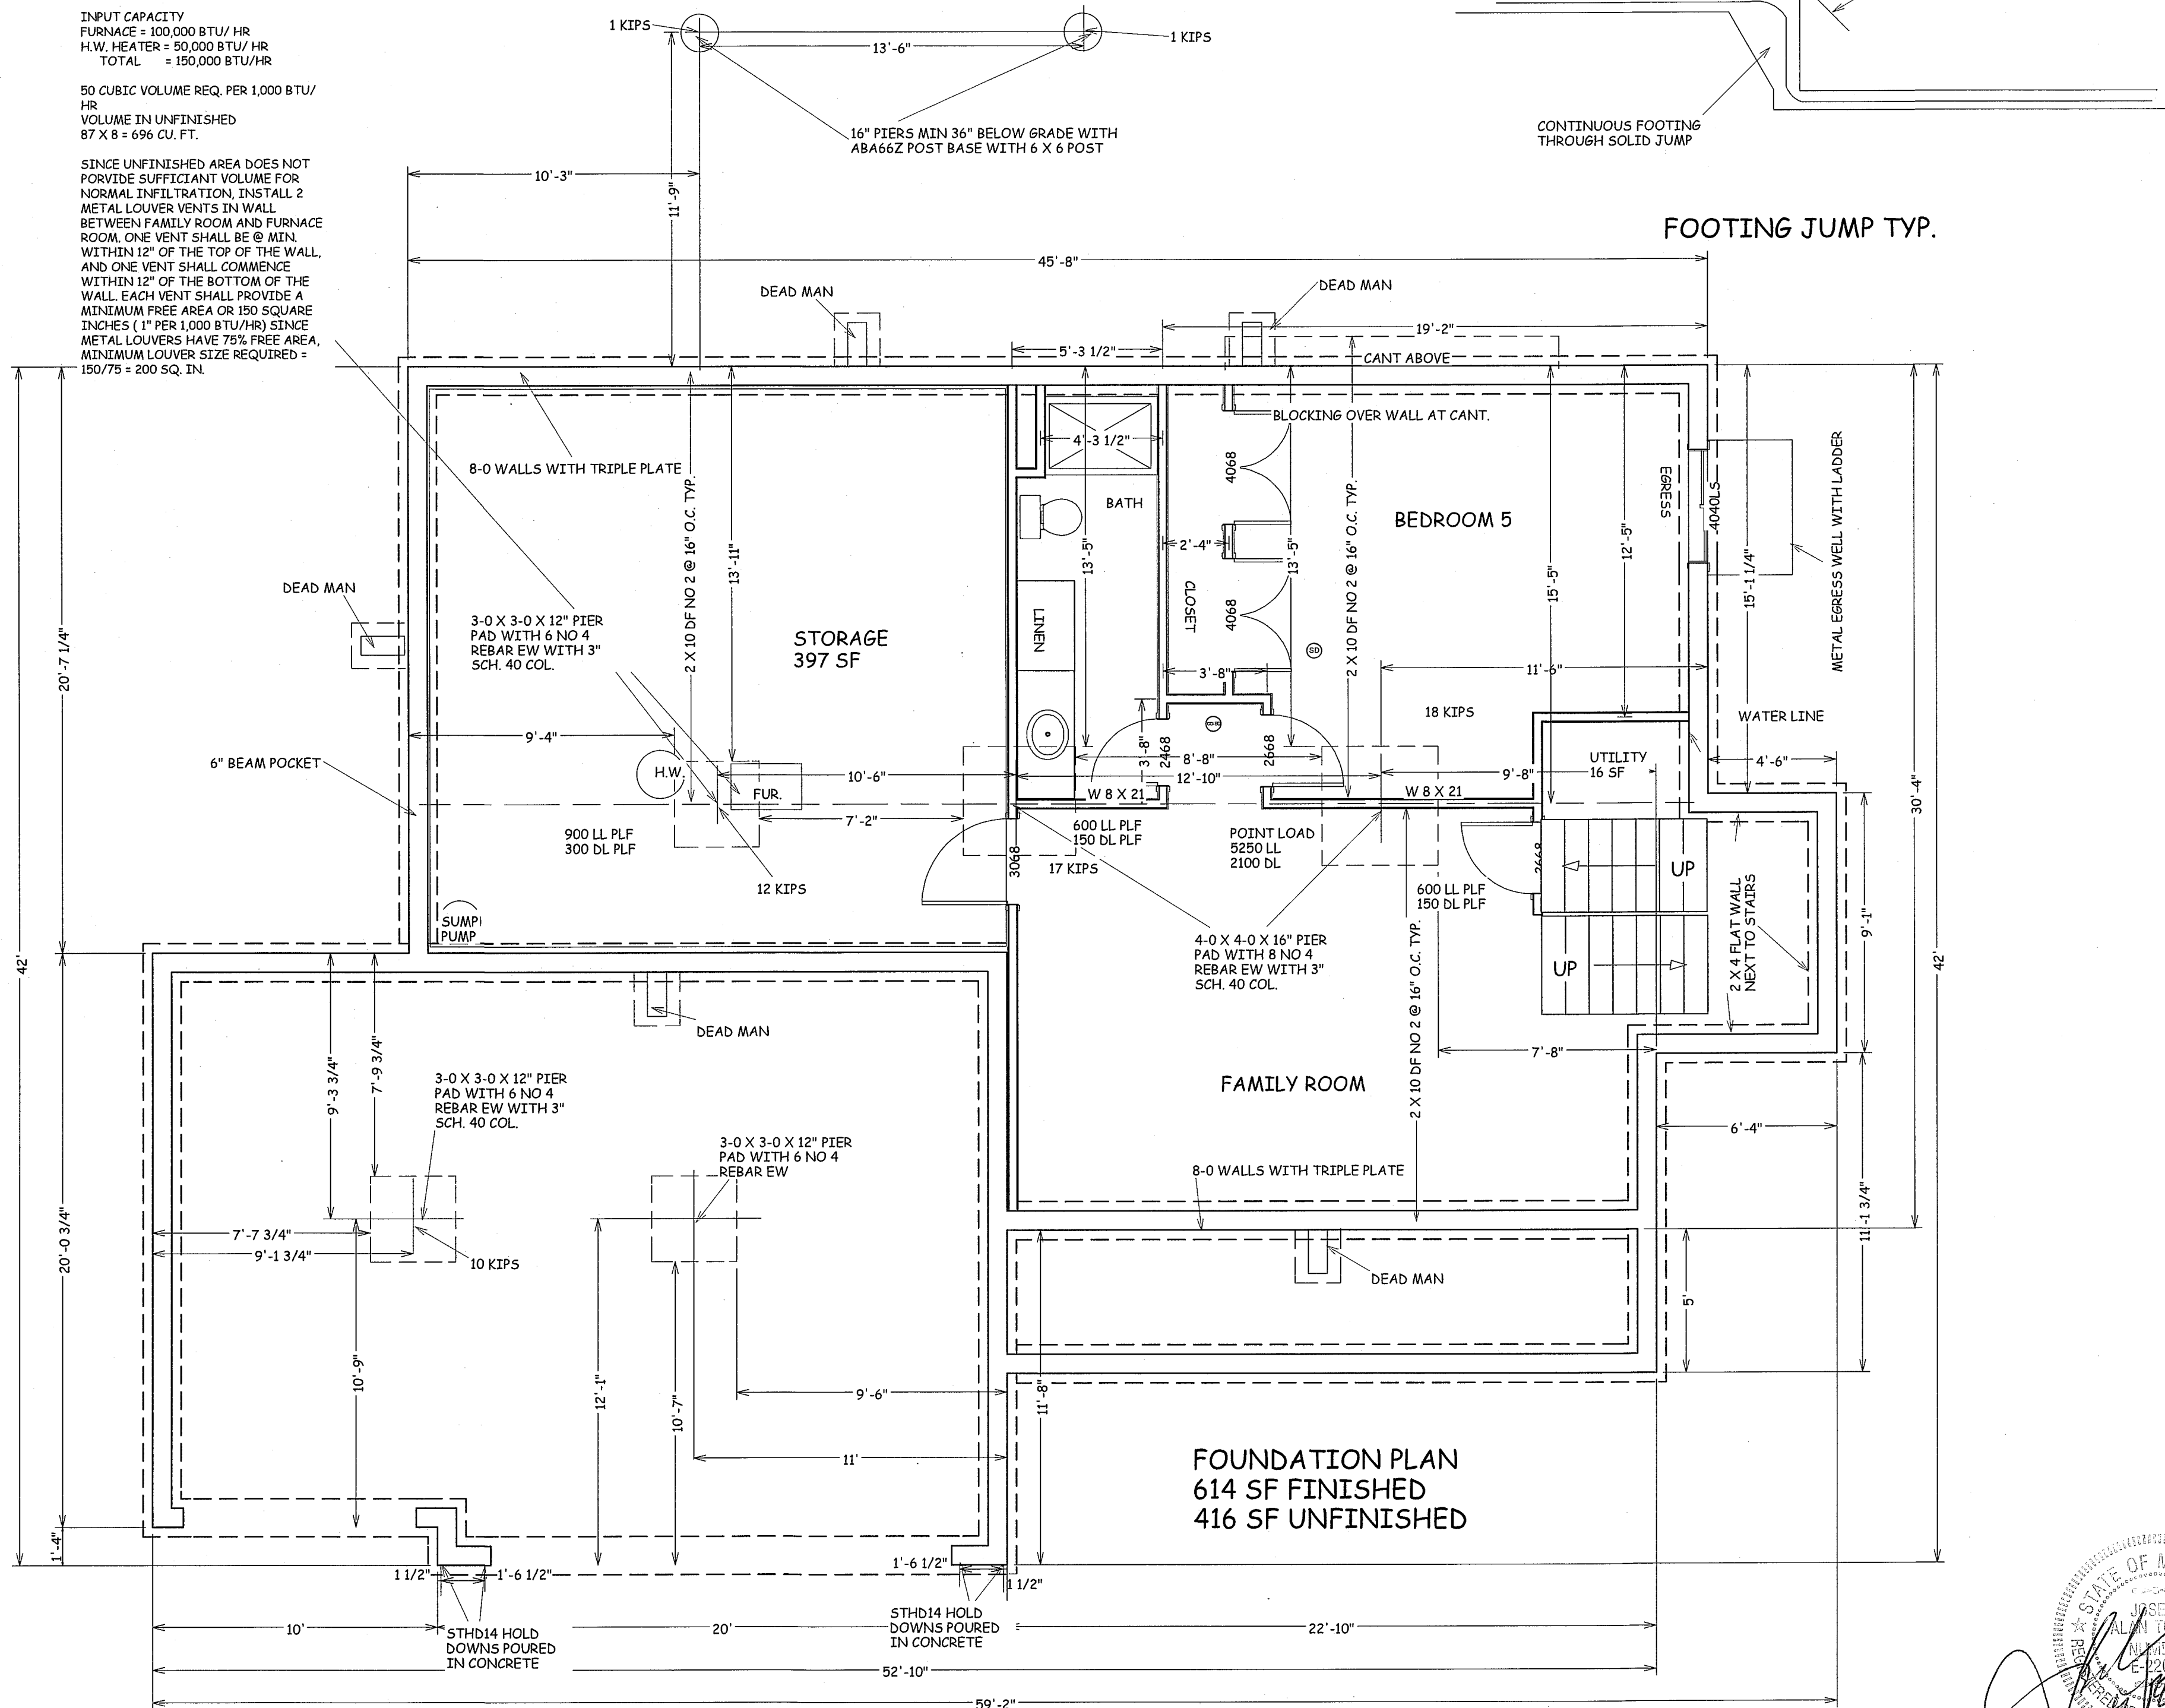 INPUT CAPACITY
FURNACE = 100,000 BTU/ HR
H.W. HEATER = 50,000 BTU/ HR
TOTAL = 150,000 BTU/HR
50 CUBIC VOLUME REQ. PER 1,000 BTU/
HR
VOLUME IN UNFINISHED
87 X 8 = 696 CU. FT.
SINCE UNFINISHED AREA DOES NOT
PORVIDE SUFFICIANT VOLUME FOR
NORMAL INFILTRATION, INSTALL 2
METAL LOUVER VENTS IN WALL
BETWEEN FAMILY ROOM AND FURNACE
ROOM. ONE VENT SHALL BE @ MIN.
WITHIN 12" OF THE TOP OF THE WALL,
AND ONE VENT SHALL COMMENCE
WITHIN 12" OF THE BOTTOM OF THE
WALL. EACH VENT SHALL PROVIDE A
MINIMUM FREE AREA OR 150 SQUARE
INCHES ( 1" PER 1,000 BTU/HR) SINCE
METAL LOUVERS HAVE 75% FREE AREA,
MINIMUM LOUVER SIZE REQUIRED =
150/75 = 200 SQ. IN.
1 KIPS
13'-6"
1 KIPS
16" PIERS MIN 36" BELOW GRADE WITH
ABA66Z POST BASE WITH 6 X 6 POST
CONTINUOUS FOOTING
THROUGH SOLID JUMP
FOOTING JUMP TYP.
10'-3"
11'-9"
45'-8"
DEAD MAN
DEAD MAN
19'-2"
5'-3 1/2"
CANT ABOVE
BLOCKING OVER WALL AT CANT.
8-0 WALLS WITH TRIPLE PLATE
4'-3 1/2"
BATH
BEDROOM 5
EGRESS
4040LS
METAL EGRESS WELL WITH LADDER
4068
4068
2'-4"
CLOSET
LINEN
SD
13'-11"
13'-5"
13'-5"
15'-5"
12'-5"
15'-1 1/4"
2 X 10 DF NO 2 @ 16" O.C. TYP.
2 X 10 DF NO 2 @ 16" O.C. TYP.
DEAD MAN
3-0 X 3-0 X 12" PIER
PAD WITH 6 NO 4
REBAR EW WITH 3"
SCH. 40 COL.
STORAGE
397 SF
3'-8"
11'-6"
18 KIPS
WATER LINE
20'-7 1/4"
42'
9'-4"
6" BEAM POCKET
H.W.
FUR.
10'-6"
3'-8"
2468
2668
8'-8"
12'-10"
9'-8"
UTILITY
16 SF
4'-6"
W 8 X 21
W 8 X 21
7'-2"
900 LL PLF
300 DL PLF
600 LL PLF
150 DL PLF
17 KIPS
POINT LOAD
5250 LL
2100 DL
12 KIPS
3068
2668
600 LL PLF
150 DL PLF
UP
UP
2 X 4 FLAT WALL
NEXT TO STAIRS
9'-1"
30'-4"
42'
SUMP
PUMP
4-0 X 4-0 X 16" PIER
PAD WITH 8 NO 4
REBAR EW WITH 3"
SCH. 40 COL.
2 X 10 DF NO 2 @ 16" O.C. TYP.
DEAD MAN
7'-8"
FAMILY ROOM
9'-3 3/4"
7'-9 3/4"
3-0 X 3-0 X 12" PIER
PAD WITH 6 NO 4
REBAR EW WITH 3"
SCH. 40 COL.
3-0 X 3-0 X 12" PIER
PAD WITH 6 NO 4
REBAR EW
6'-4"
8-0 WALLS WITH TRIPLE PLATE
11'-1 3/4"
7'-7 3/4"
9'-1 3/4"
10 KIPS
20'-0 3/4"
DEAD MAN
5'
10'-9"
12'-1"
10'-7"
9'-6"
11'-8"
11'
FOUNDATION PLAN
614 SF FINISHED
416 SF UNFINISHED
1'-4"
1 1/2"
1'-6 1/2"
1'-6 1/2"
1 1/2"
STHD14 HOLD
DOWNS POURED
IN CONCRETE
STHD14 HOLD
DOWNS POURED
IN CONCRETE
10'
20'
22'-10"
52'-10"
59'-2"
STATE OF
ALAN